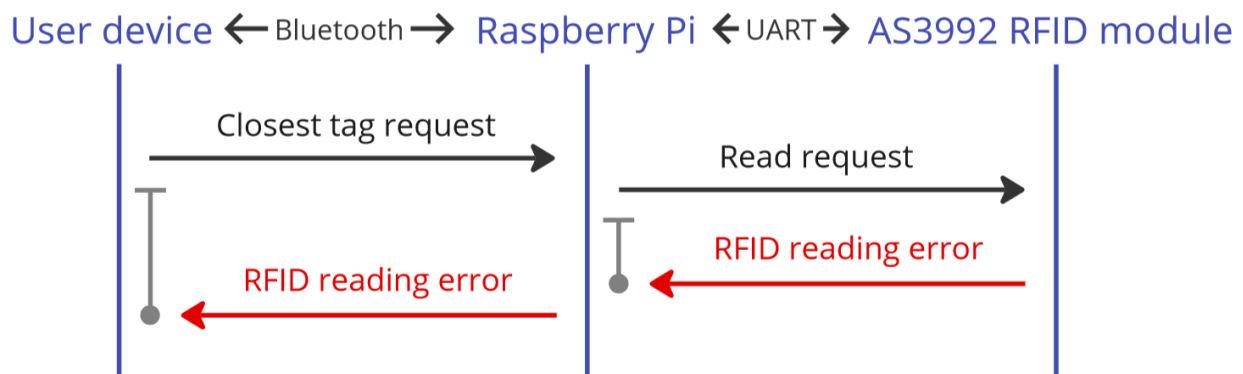 User device Bluetooth Raspberry Pi UART AS3992 RFID module
Closest tag request
Read request
RFID reading error
RFID reading error